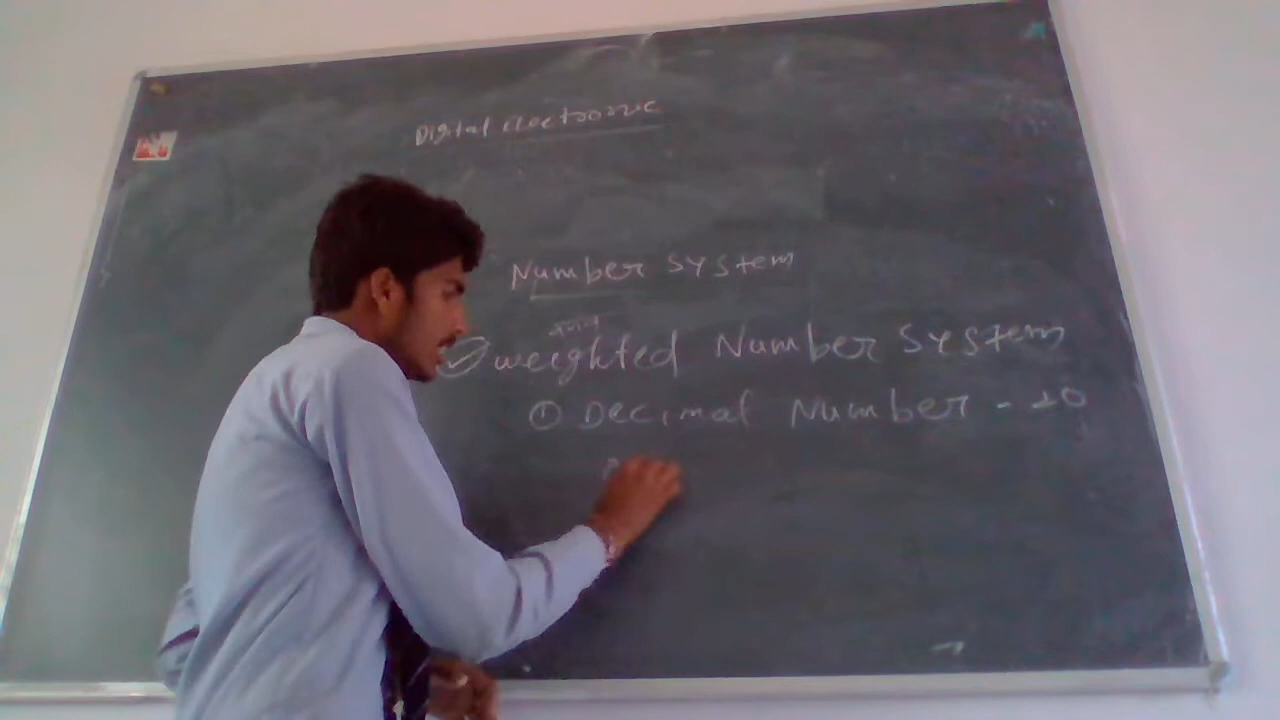 Digital electronic
Number System
भारित
weighted Number System
① Decimal Number - 10